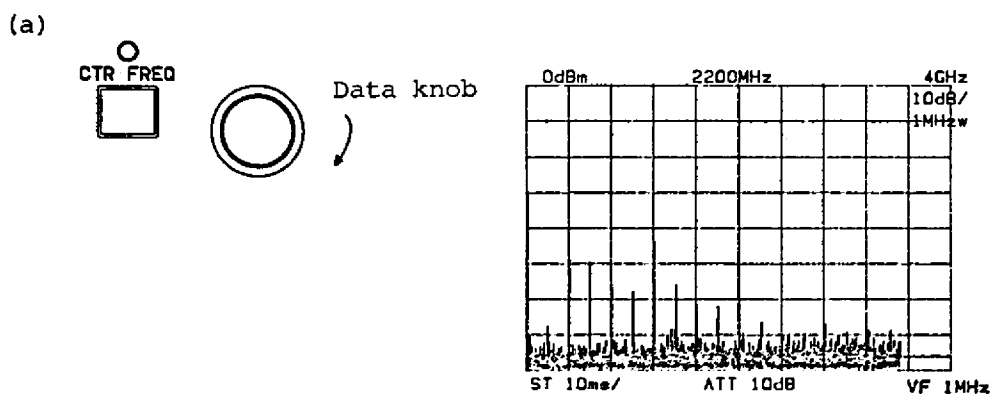 (a)
CTR FREQ
Data knob
0dBm 2200MHz 4GHz
10dB/
1MHzw
ST 10ms/ ATT 10dB VF 1MHz